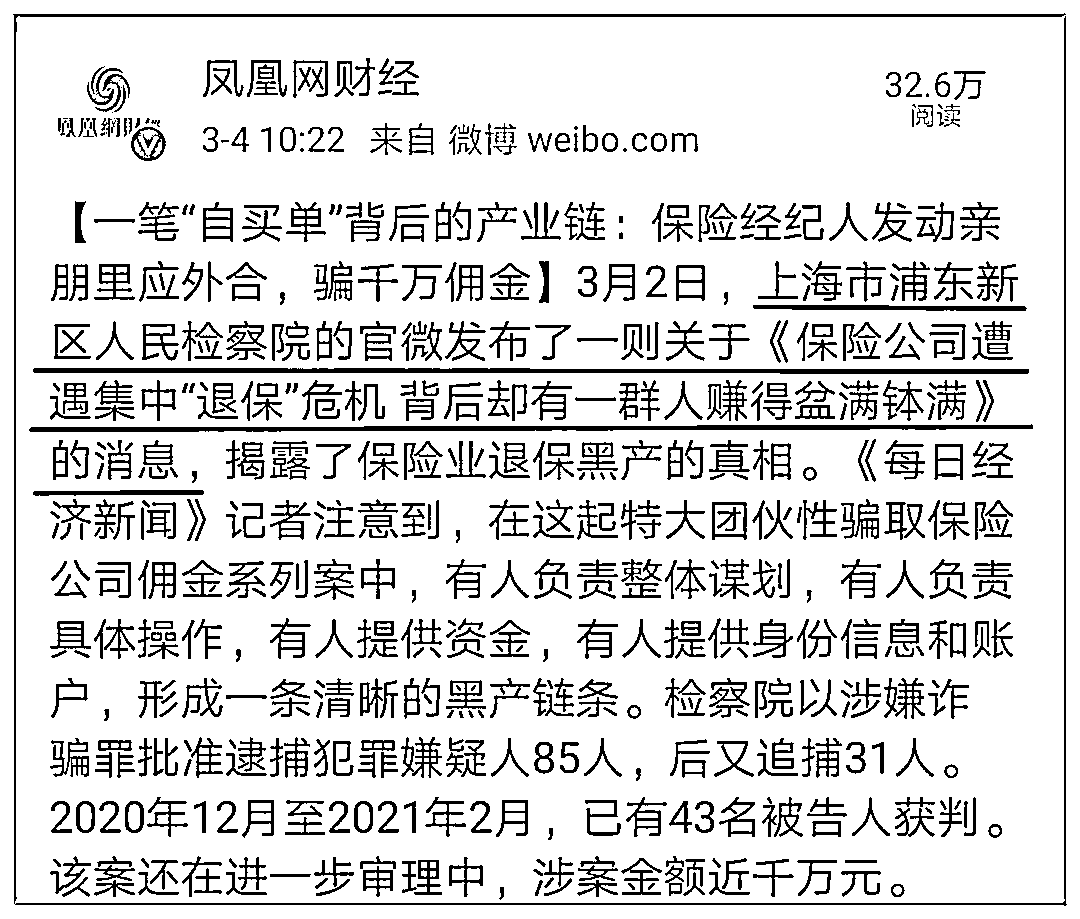 凤凰网财经
32.6万
阅读
鳳凰網财经
3-4 10:22 来自 微博 weibo.com
【一笔“自买单”背后的产业链：保险经纪人发动亲
朋里应外合，骗千万佣金】3月2日，上海市浦东新
区人民检察院的官微发布了一则关于《保险公司遭
遇集中“退保”危机 背后却有一群人赚得盆满钵满》
的消息，揭露了保险业退保黑产的真相。《每日经
济新闻》记者注意到，在这起特大团伙性骗取保险
公司佣金系列案中，有人负责整体谋划，有人负责
具体操作，有人提供资金，有人提供身份信息和账
户，形成一条清晰的黑产链条。检察院以涉嫌诈
骗罪批准逮捕犯罪嫌疑人85人，后又追捕31人。
2020年12月至2021年2月，已有43名被告人获判。
该案还在进一步审理中，涉案金额近千万元。